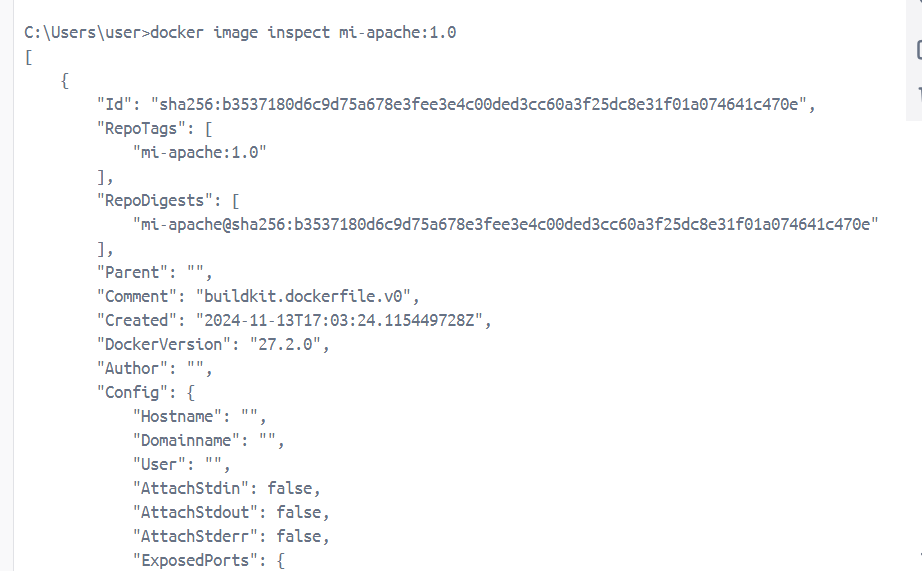 C:\Users\user>docker image inspect mi-apache:1.0
[
    {
        "Id": "sha256:b3537180d6c9d75a678e3fee3e4c00ded3cc60a3f25dc8e31f01a074641c470e",
        "RepoTags": [
            "mi-apache:1.0"
        ],
        "RepoDigests": [
            "mi-apache@sha256:b3537180d6c9d75a678e3fee3e4c00ded3cc60a3f25dc8e31f01a074641c470e"
        ],
        "Parent": "",
        "Comment": "buildkit.dockerfile.v0",
        "Created": "2024-11-13T17:03:24.115449728Z",
        "DockerVersion": "27.2.0",
        "Author": "",
        "Config": {
            "Hostname": "",
            "Domainname": "",
            "User": "",
            "AttachStdin": false,
            "AttachStdout": false,
            "AttachStderr": false,
            "ExposedPorts": {